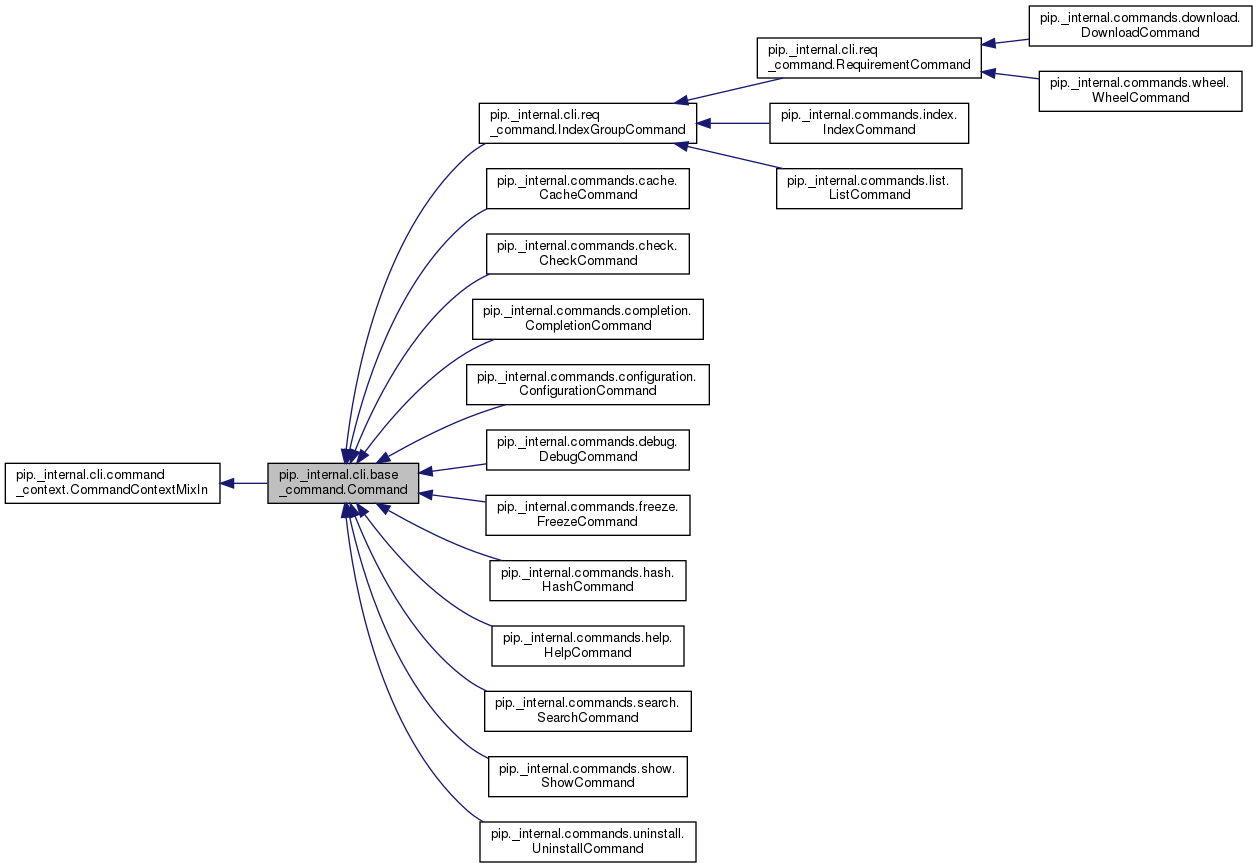 pip._internal.commands.download.
DownloadCommand
pip._internal.cli.req
_command.RequirementCommand
pip._internal.commands.wheel.
WheelCommand
pip._internal.cli.req
_command.IndexGroupCommand
pip._internal.commands.index.
IndexCommand
pip._internal.commands.list.
ListCommand
pip._internal.commands.cache.
CacheCommand
pip._internal.commands.check.
CheckCommand
pip._internal.commands.completion.
CompletionCommand
pip._internal.commands.configuration.
ConfigurationCommand
pip._internal.commands.debug.
DebugCommand
pip._internal.cli.command
_context.CommandContextMixIn
pip._internal.cli.base
_command.Command
pip._internal.commands.freeze.
FreezeCommand
pip._internal.commands.hash.
HashCommand
pip._internal.commands.help.
HelpCommand
pip._internal.commands.search.
SearchCommand
pip._internal.commands.show.
ShowCommand
pip._internal.commands.uninstall.
UninstallCommand